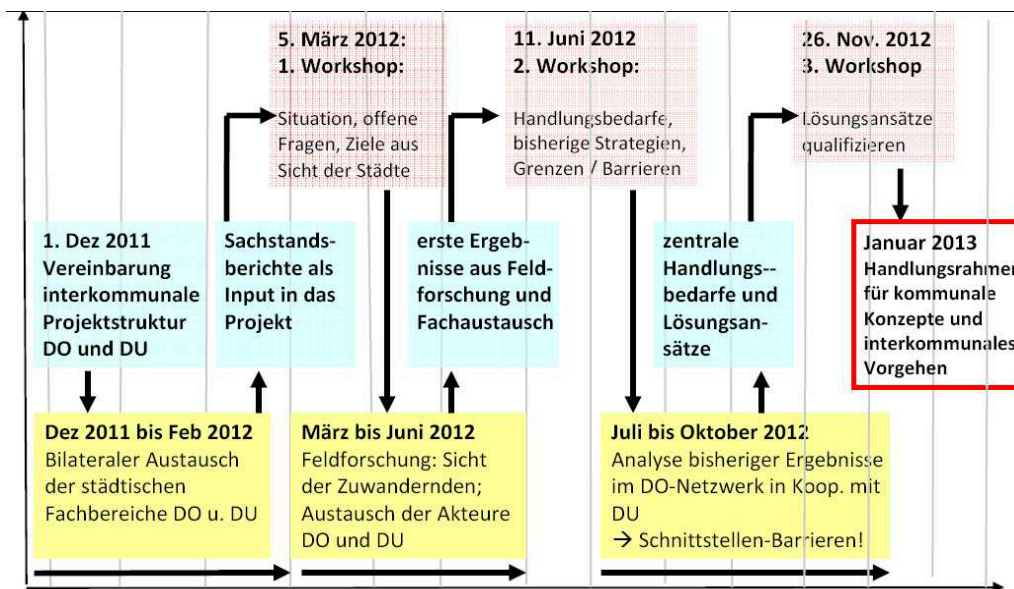 5. März 2012:
1. Workshop:
Situation, offene
Fragen, Ziele aus
Sicht der Städte
11. Juni 2012
2. Workshop:
Handlungsbedarfe,
bisherige Strategien,
Grenzen / Barrieren
26. Nov. 2012
3. Workshop
Lösungsansätze
qualifizieren
1. Dez 2011
Vereinbarung
interkommunale
Projektstruktur
DO und DU
Sachstands-
berichte als
Input in das
Projekt
erste Ergeb-
nisse aus Feld-
forschung und
Fachaustausch
zentrale
Handlungs--
bedarfe und
Lösungsan-
sätze
Januar 2013
Handlungsrahmen
für kommunale
Konzepte und
interkommunales
Vorgehen
Dez 2011 bis Feb 2012
Bilateraler Austausch
der städtischen
Fachbereiche DO u. DU
März bis Juni 2012
Feldforschung: Sicht
der Zuwandernden;
Austausch der Akteure
DO und DU
Juli bis Oktober 2012
Analyse bisheriger Ergebnisse
im DO-Netzwerk in Koop. mit
DU
→ Schnittstellen-Barrieren!